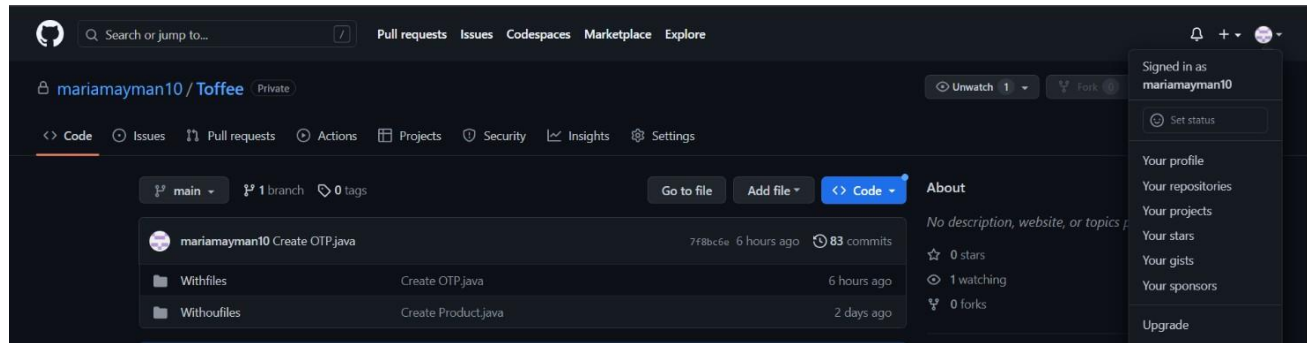 Search or jump to... / Pull requests Issues Codespaces Marketplace Explore
Signed in as
mariamayman10
mariamayman10 / Toffee Private
Unwatch 1 Fork 0
Set status
<> Code Issues Pull requests Actions Projects Security Insights Settings
Your profile
Your repositories
Your projects
Your stars
Your gists
Your sponsors
Upgrade
main 1 branch 0 tags Go to file Add file <> Code
mariamayman10 Create OTP.java 7f8bc6e 6 hours ago 83 commits
Withfiles Create OTP.java 6 hours ago
Withoufiles Create Product.java 2 days ago
About
No description, website, or topics
0 stars
1 watching
0 forks